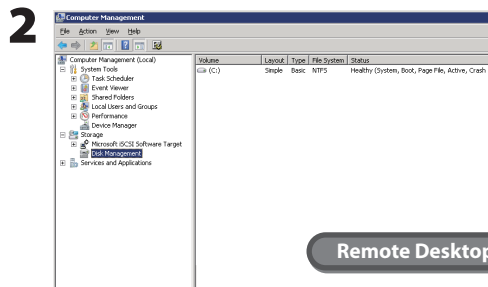 2
Computer Management
File Action View Help
Computer Management (Local)
System Tools
Task Scheduler
Event Viewer
Shared Folders
Local Users and Groups
Performance
Device Manager
Storage
Microsoft iSCSI Software Target
Disk Management
Services and Applications
Volume Layout Type File System Status
(C:) Simple Basic NTFS Healthy (System, Boot, Page File, Active, Crash
Remote Desktop